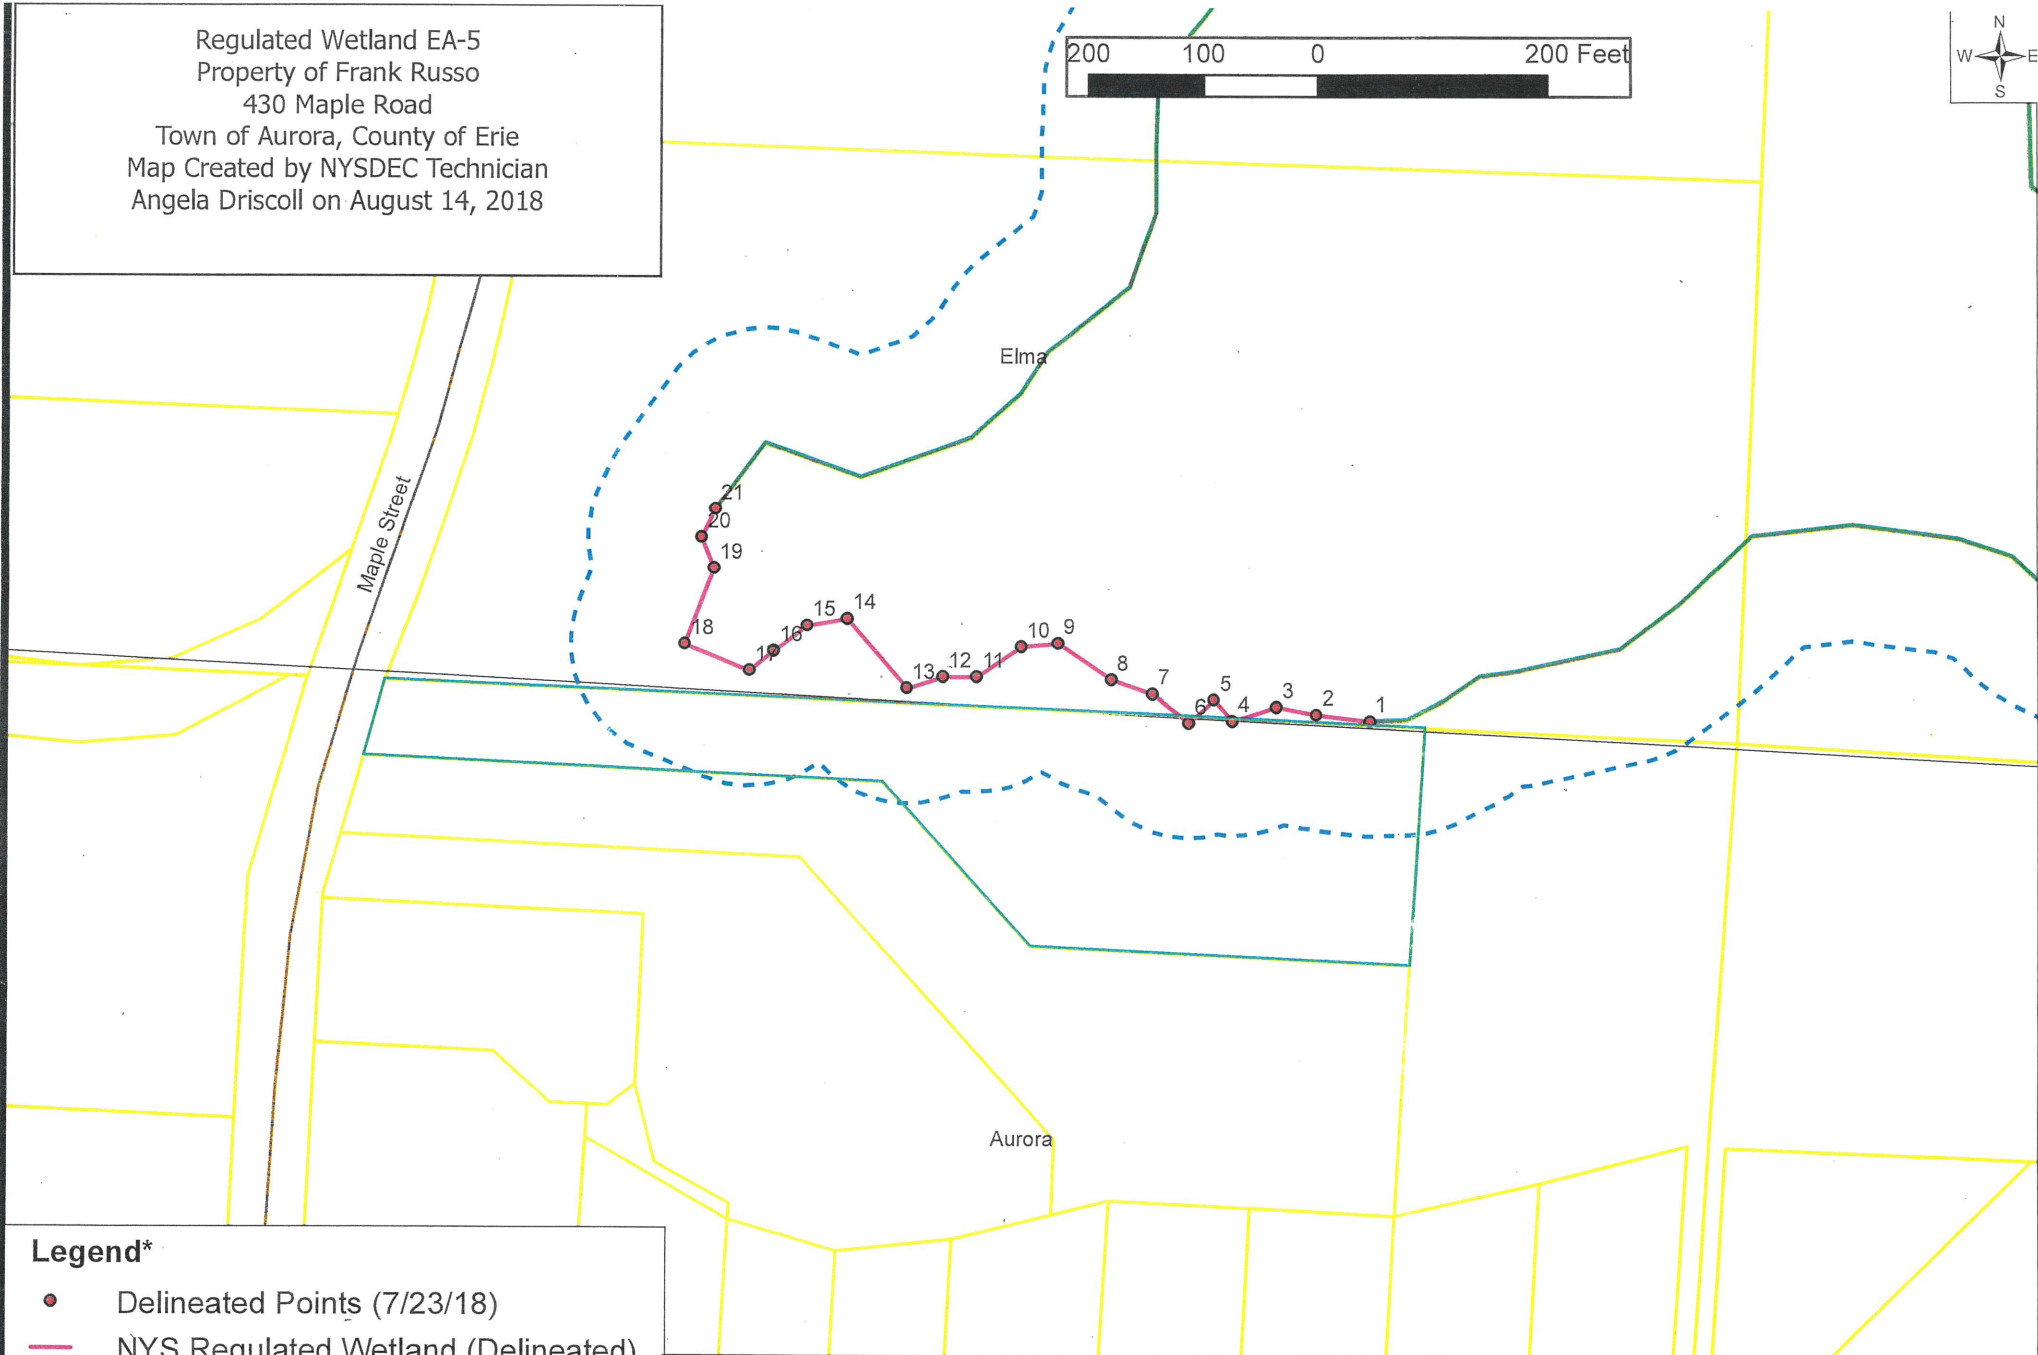 Regulated Wetland EA-5
Property of Frank Russo
430 Maple Road
Town of Aurora, County of Erie
Map Created by NYSDEC Technician
Angela Driscoll on August 14, 2018
200 100 0 200 Feet
N
W E
S
Elma
Maple Street
21
20
19
18
17
16
15
14
13
12
11
10
9
8
7
6
5
4
3
2
1
Aurora
Legend*
Delineated Points (7/23/18)
NYS Regulated Wetland (Delineated)